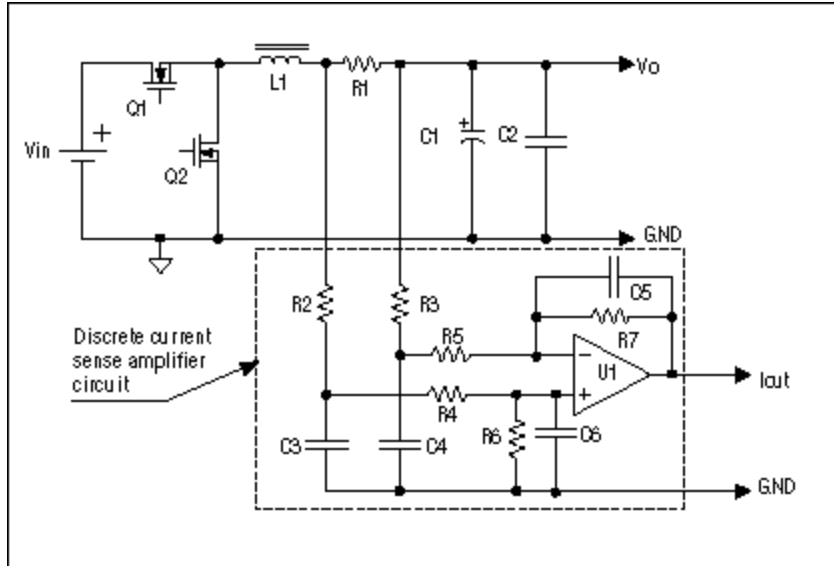 Vo
L1
R1
Q1
C1
C2
Vin
+
+
Q2
GND
C5
R2
R3
R7
R5
Discrete current
sense amplifier
circuit
−
U1
+
Iout
R4
C3
C4
R6
C6
GND